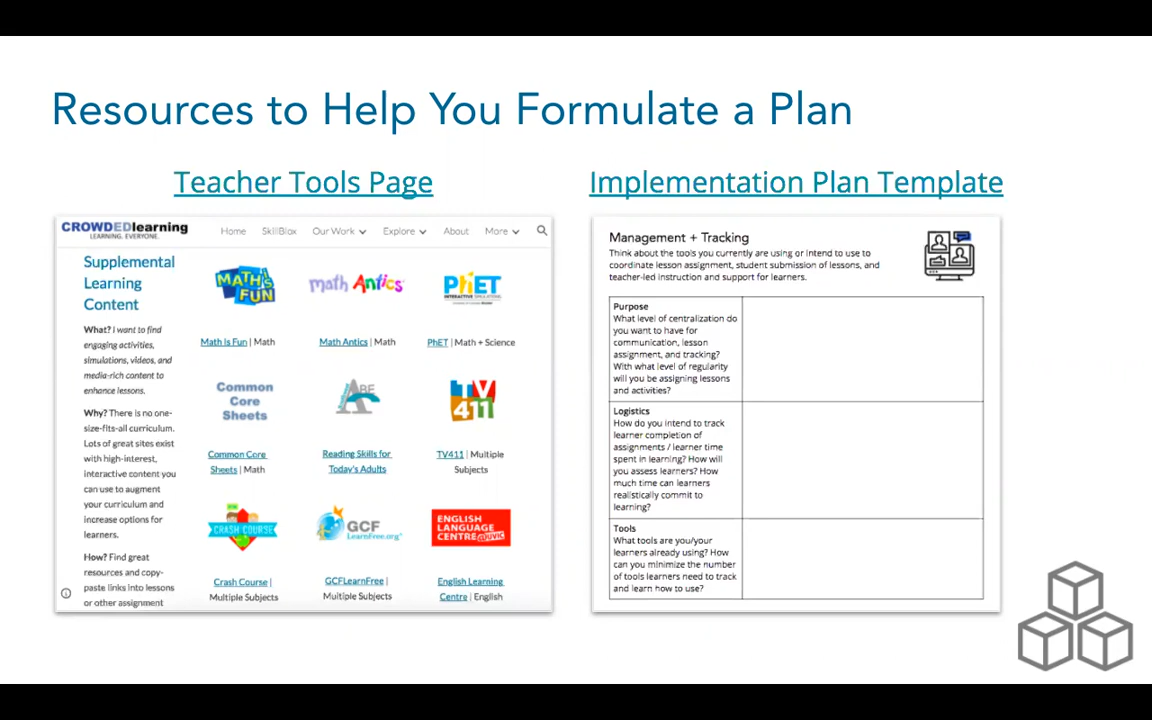 Resources to Help You Formulate a Plan
Teacher Tools Page
CROWDEDlearning
LEARNING. EVERYONE.
Home
SkillBlox
Our Work
Explore
About
More
Supplemental
Learning
Content
What? I want to find
engaging activities,
simulations, videos, and
media-rich content to
enhance lessons.
Why? There is no one-
size-fits-all curriculum.
Lots of great sites exist
with high-interest,
interactive content you
can use to augment
your curriculum and
increase options for
learners.
How? Find great
resources and copy-
paste links into lessons
or other assignment
MATH IS FUN
math Antics
PhET
INTERACTIVE SIMULATIONS
Math Is Fun | Math
Math Antics | Math
PhET | Math + Science
Common
Core
Sheets
ABE
TV
411
Common Core
Sheets | Math
Reading Skills for
Today's Adults
TV411 | Multiple
Subjects
CRASH COURSE
GCF
LearnFree.org
ENGLISH
LANGUAGE
CENTRE
UVIC
Crash Course |
Multiple Subjects
GCFLearnFree |
Multiple Subjects
English Learning
Centre | English
Implementation Plan Template
Management + Tracking
Think about the tools you currently are using or intend to use to
coordinate lesson assignment, student submission of lessons, and
teacher-led instruction and support for learners.
Purpose
What level of centralization do
you want to have for
communication, lesson
assignment, and tracking?
With what level of regularity
will you be assigning lessons
and activities?
Logistics
How do you intend to track
learner completion of
assignments / learner time
spent in learning? How will
you assess learners? How
much time can learners
realistically commit to
learning?
Tools
What tools are you/your
learners already using? How
can you minimize the number
of tools learners need to track
and learn how to use?